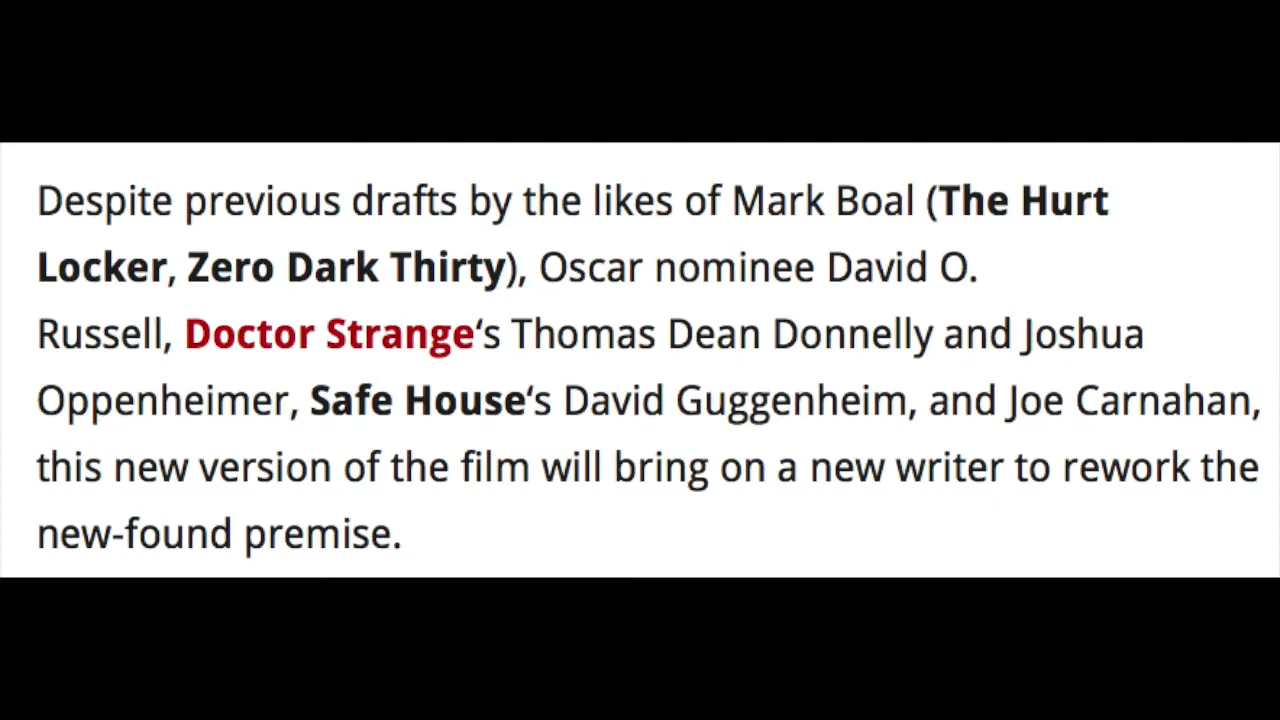 Despite previous drafts by the likes of Mark Boal (The Hurt
Locker, Zero Dark Thirty), Oscar nominee David O.
Russell, Doctor Strange‘s Thomas Dean Donnelly and Joshua
Oppenheimer, Safe House‘s David Guggenheim, and Joe Carnahan,
this new version of the film will bring on a new writer to rework the
new-found premise.